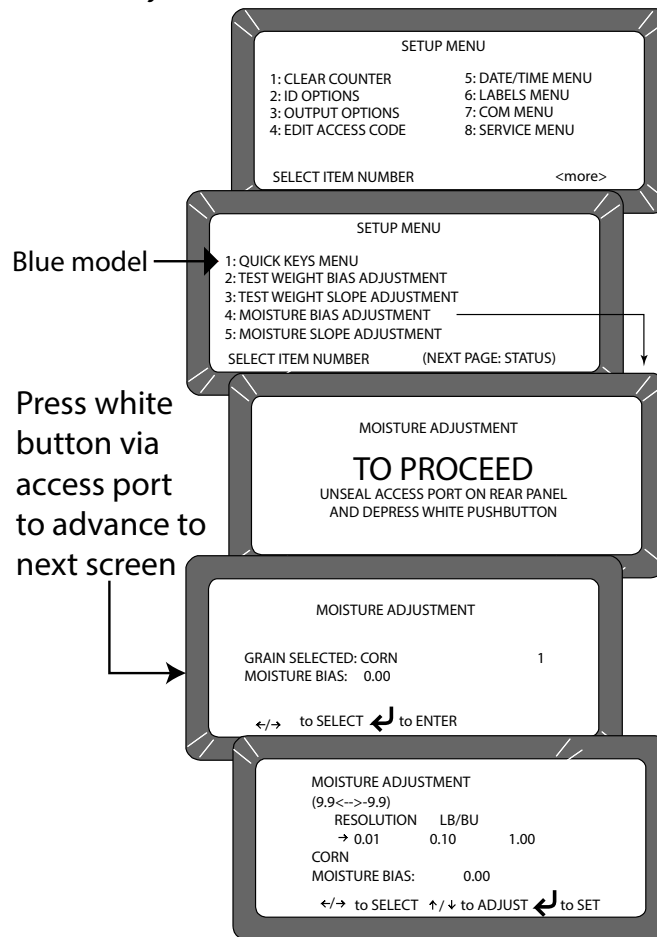 SETUP MENU
1: CLEAR COUNTER 5: DATE/TIME MENU
2: ID OPTIONS 6: LABELS MENU
3: OUTPUT OPTIONS 7: COM MENU
4: EDIT ACCESS CODE 8: SERVICE MENU
SELECT ITEM NUMBER <more>
SETUP MENU
Blue model
1: QUICK KEYS MENU
2: TEST WEIGHT BIAS ADJUSTMENT
3: TEST WEIGHT SLOPE ADJUSTMENT
4: MOISTURE BIAS ADJUSTMENT
5: MOISTURE SLOPE ADJUSTMENT
SELECT ITEM NUMBER (NEXT PAGE: STATUS)
Press white
button via
access port
to advance to
next screen
MOISTURE ADJUSTMENT
TO PROCEED
UNSEAL ACCESS PORT ON REAR PANEL
AND DEPRESS WHITE PUSHBUTTON
MOISTURE ADJUSTMENT
GRAIN SELECTED: CORN 1
MOISTURE BIAS: 0.00
←/→ to SELECT ↵ to ENTER
MOISTURE ADJUSTMENT
(9.9<-->-9.9)
RESOLUTION LB/BU
→ 0.01 0.10 1.00
CORN
MOISTURE BIAS: 0.00
←/→ to SELECT ↑/↓ to ADJUST ↵ to SET